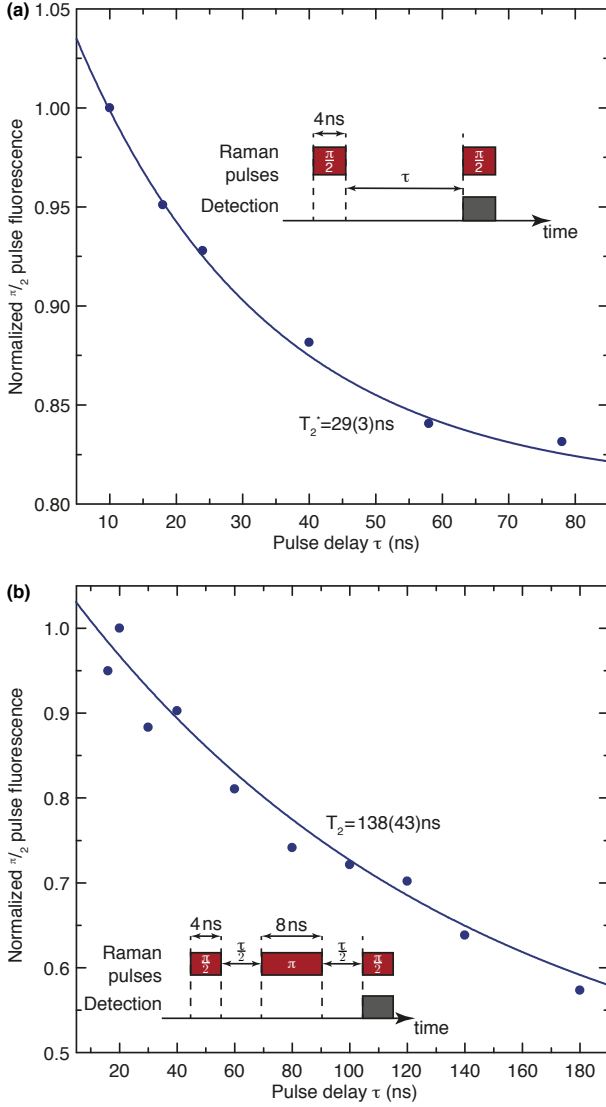 (a)
1.05
1.00
0.95
0.90
0.85
0.80
Normalized π/2 pulse fluorescence
4ns
Raman
pulses
π/2
π/2
τ
Detection
time
T2*=29(3)ns
10 20 30 40 50 60 70 80
Pulse delay τ (ns)
(b)
1.0
0.9
0.8
0.7
0.6
0.5
Normalized π/2 pulse fluorescence
T2=138(43)ns
4ns
8ns
τ/2
τ/2
Raman
pulses
π/2
π
π/2
Detection
time
20 40 60 80 100 120 140 160 180
Pulse delay τ (ns)